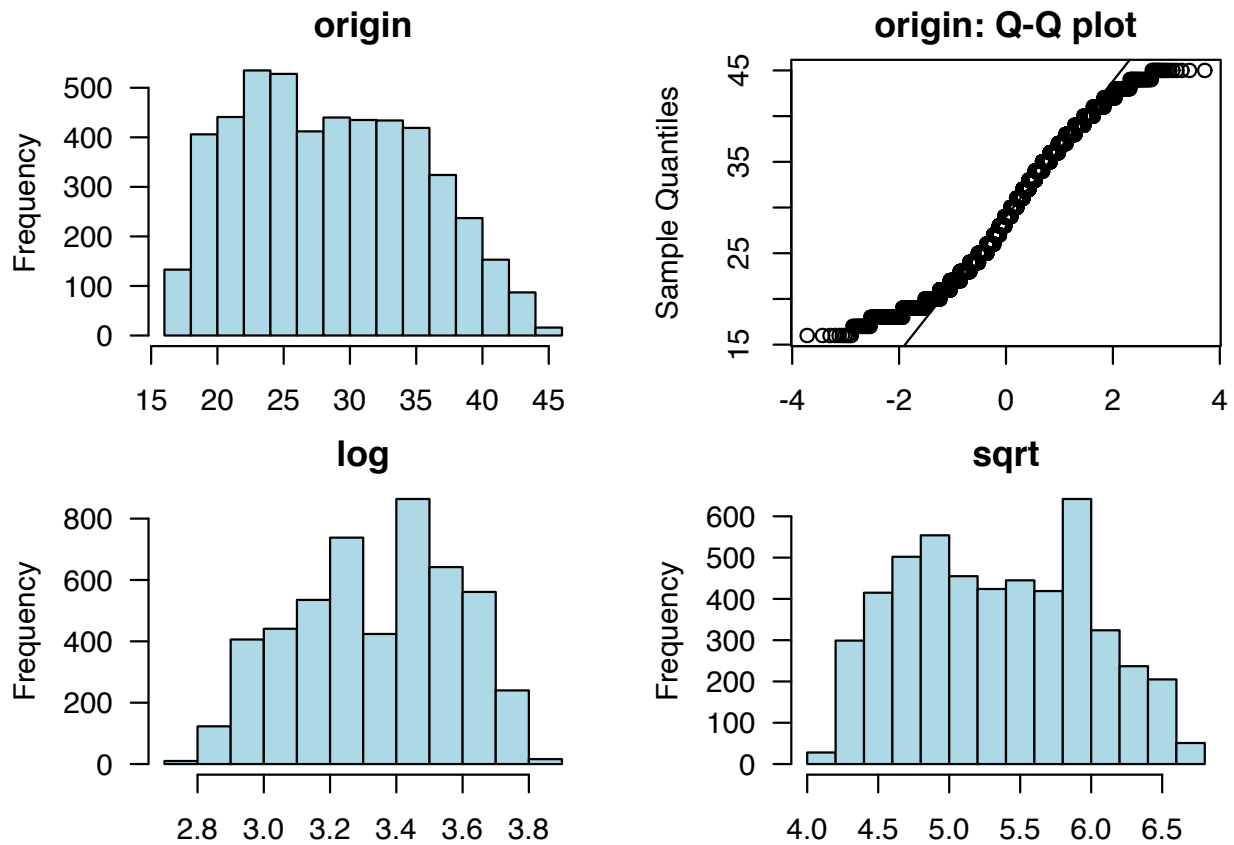 origin
Frequency
500
400
300
200
100
0
15 20 25 30 35 40 45
origin: Q-Q plot
Sample Quantiles
45
35
25
15
-4 -2 0 2 4
log
Frequency
800
600
400
200
0
2.8 3.0 3.2 3.4 3.6 3.8
sqrt
Frequency
600
500
400
300
200
100
0
4.0 4.5 5.0 5.5 6.0 6.5